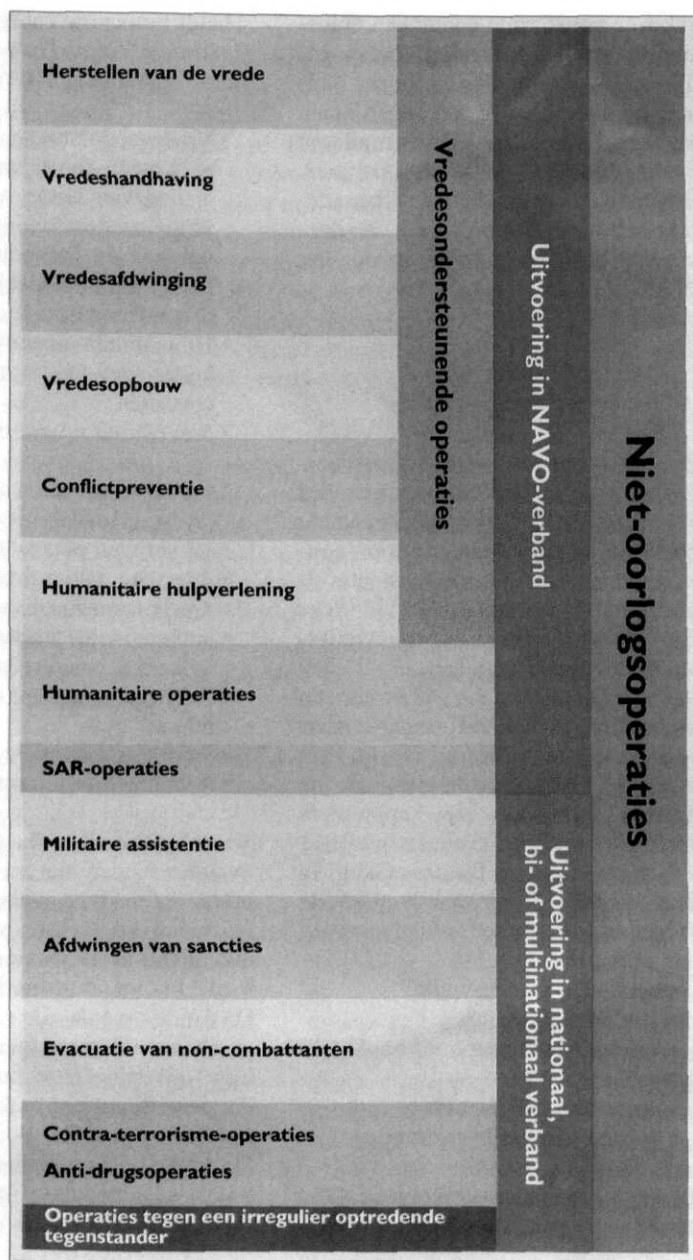 Herstellen van de vrede
Vredeshandhaving
Vredesafdwinging
Vredesopbouw
Conflictpreventie
Humanitaire hulpverlening
Humanitaire operaties
SAR-operaties
Militaire assistentie
Afdwingen van sancties
Evacuatie van non-combattanten
Contra-terrorisme-operaties
Anti-drugsoperaties
Operaties tegen een irregulier optredende
tegenstander
Vredesondersteunende operaties
Uitvoering in NAVO-verband
Uitvoering in nationaal,
bi- of multinationaal verband
Niet-oorlogsoperaties